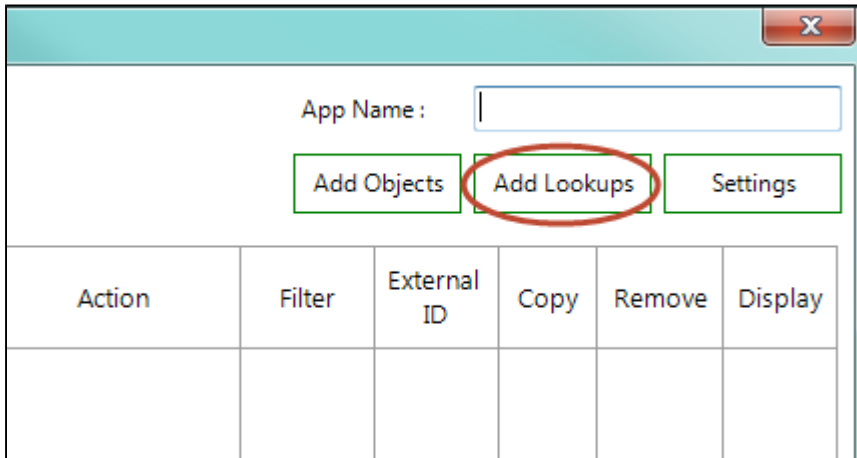 App Name :
Add Objects Add Lookups Settings
Action Filter External ID Copy Remove Display